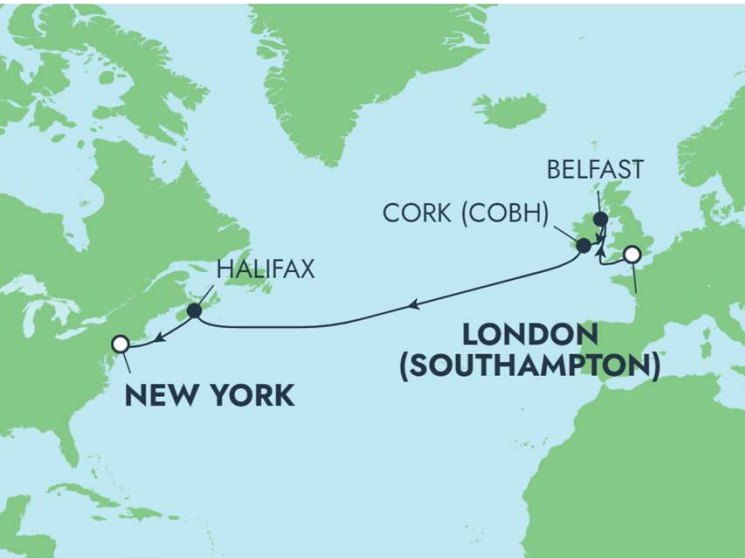 BELFAST
CORK (COBH)
HALIFAX
LONDON
(SOUTHAMPTON)
NEW YORK